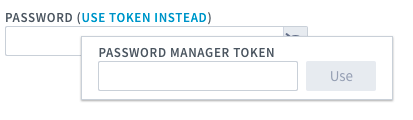 PASSWORD (USE TOKEN INSTEAD)
PASSWORD MANAGER TOKEN
Use